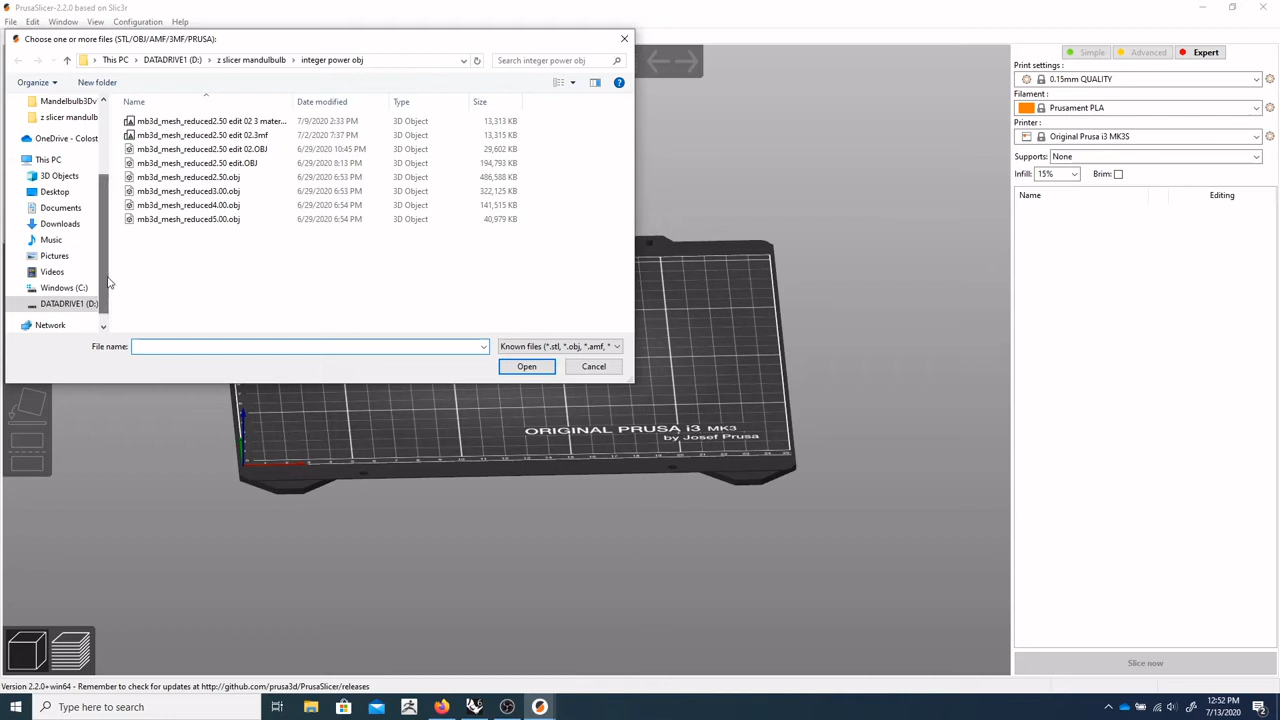 PrusaSlicer-2.2.0 based on Slic3r
File Edit Window View Configuration Help
Choose one or more files (STL/OBJ/AMF/3MF/PRUSA):
This PC > DATADRIVE1 (D:) > z slicer mandulbulb > integer power obj
Search integer power obj
Organize New folder
Name Date modified Type Size
Mandelbulb3Dv
z slicer mandulb
OneDrive - Colost
This PC
3D Objects
Desktop
Documents
Downloads
Music
Pictures
Videos
Windows (C:)
DATADRIVE1 (D:)
Network
mb3d_mesh_reduced2.50 edit 02 3 mater... 3D Object 13,313 KB
mb3d_mesh_reduced2.50 edit 02.3mf 3D Object 13,315 KB
mb3d_mesh_reduced2.50 edit 02.OBJ 6/29/2020 10:45 PM 3D Object 29,602 KB
mb3d_mesh_reduced2.50 edit.OBJ 6/29/2020 8:13 PM 3D Object 194,793 KB
mb3d_mesh_reduced2.50.obj 6/29/2020 6:53 PM 3D Object 486,588 KB
mb3d_mesh_reduced3.00.obj 6/29/2020 6:53 PM 3D Object 322,125 KB
mb3d_mesh_reduced4.00.obj 6/29/2020 6:54 PM 3D Object 141,515 KB
mb3d_mesh_reduced5.00.obj 6/29/2020 6:54 PM 3D Object 40,979 KB
File name:
Known files (*.stl, *.obj, *.amf, *
Open Cancel
Simple Advanced Expert
Print settings:
0.15mm QUALITY
Filament:
Prusament PLA
Printer:
Original Prusa i3 MK3S
Supports: None
Infill: 15% Brim:
Name Editing
ORIGINAL PRUSA i3 MK3
by Josef Prusa
Slice now
Version 2.2.0+win64 - Remember to check for updates at http://github.com/prusa3d/PrusaSlicer/releases
Type here to search
12:52 PM
7/13/2020
2